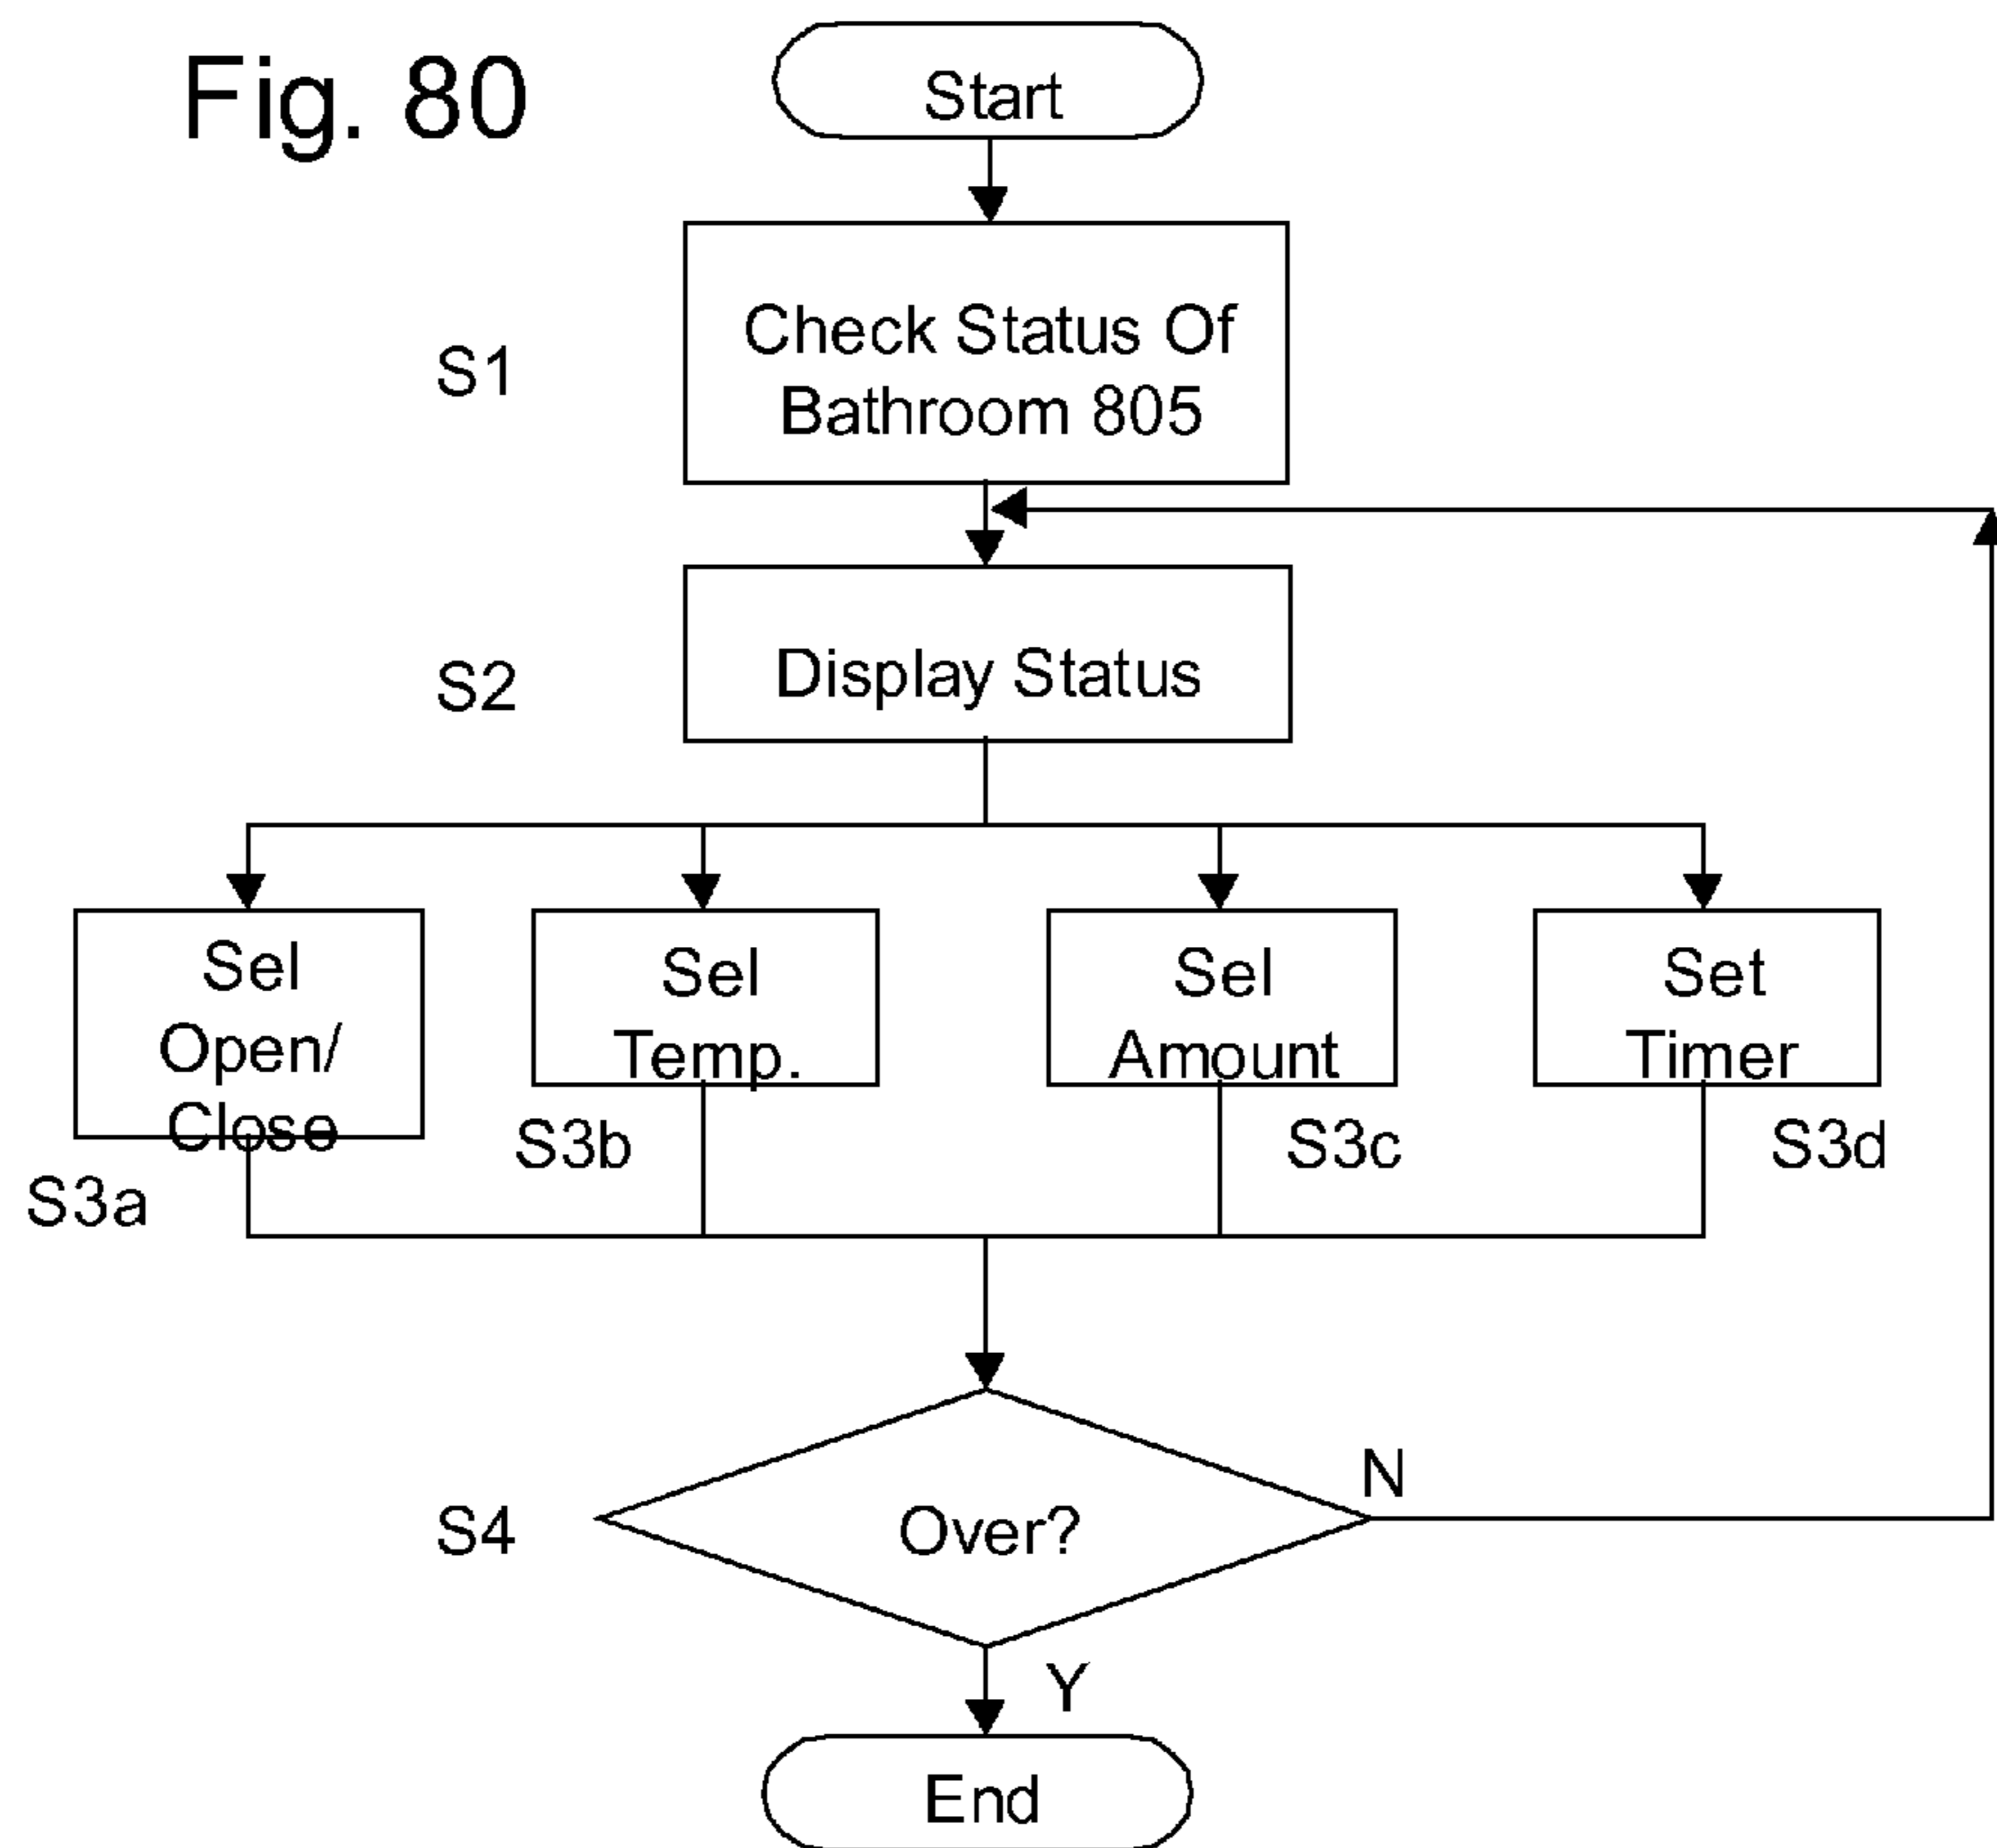 Fig. 80
Start
S1
Check Status Of
Bathroom 805
S2
Display Status
Sel
Open/
Close
S3a
Sel
Temp.
S3b
Sel
Amount
S3c
Set
Timer
S3d
S4
Over?
N
Y
End